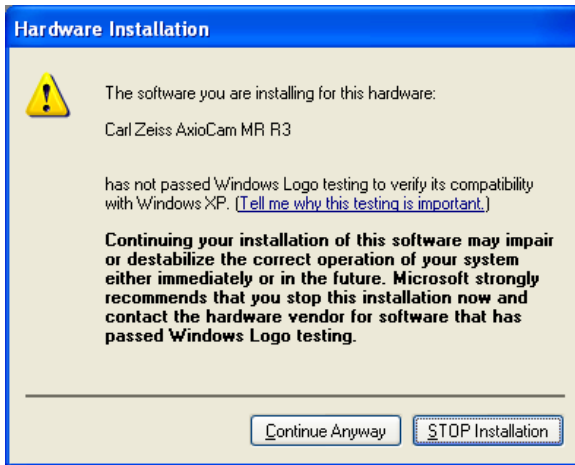 Hardware Installation
The software you are installing for this hardware:
Carl Zeiss AxioCam MR R3
has not passed Windows Logo testing to verify its compatibility
with Windows XP. (Tell me why this testing is important.)
Continuing your installation of this software may impair
or destabilize the correct operation of your system
either immediately or in the future. Microsoft strongly
recommends that you stop this installation now and
contact the hardware vendor for software that has
passed Windows Logo testing.
Continue Anyway
STOP Installation